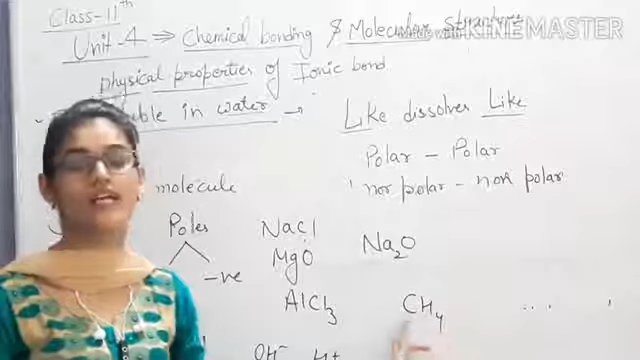 Class-11th
Unit-4 ⇒ Chemical bonding & Molecular structure
KINEMASTER
physical properties of Ionic bond
in water → Like dissolves Like
Polar - Polar
molecule non polar - non polar
Poles NaCl Na2O
MgO
-ve
AlCl3 CH4
OH- H+